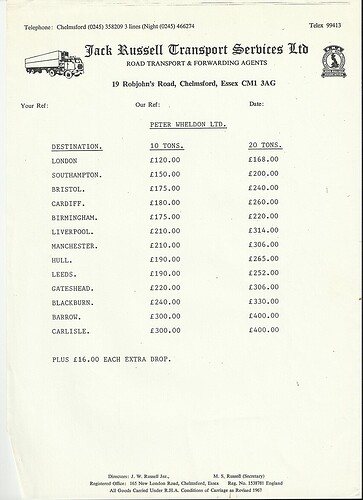 Telephone: Chelmsford (0245) 358209 3 lines (Night (0245) 466274 Telex 99413
Jack Russell Transport Services Ltd
ROAD TRANSPORT & FORWARDING AGENTS
19 Robjohn's Road, Chelmsford, Essex CM1 3AG
Your Ref: Our Ref: Date:
PETER WHELDON LTD.
DESTINATION. 10 TONS. 20 TONS.
LONDON £120.00 £168.00
SOUTHAMPTON. £150.00 £200.00
BRISTOL. £175.00 £240.00
CARDIFF. £180.00 £260.00
BIRMINGHAM. £175.00 £220.00
LIVERPOOL. £210.00 £314.00
MANCHESTER. £210.00 £306.00
HULL. £190.00 £265.00
LEEDS. £190.00 £252.00
GATESHEAD. £220.00 £306.00
BLACKBURN. £240.00 £330.00
BARROW. £300.00 £400.00
CARLISLE. £300.00 £400.00
PLUS £16.00 EACH EXTRA DROP.
Directors: J. W. Russell Jnr., M. S. Russell (Secretary)
Registered Office: 165 New London Road, Chelmsford, Essex Reg. No. 1538781 England
All Goods Carried Under R.H.A. Conditions of Carriage as Revised 1967